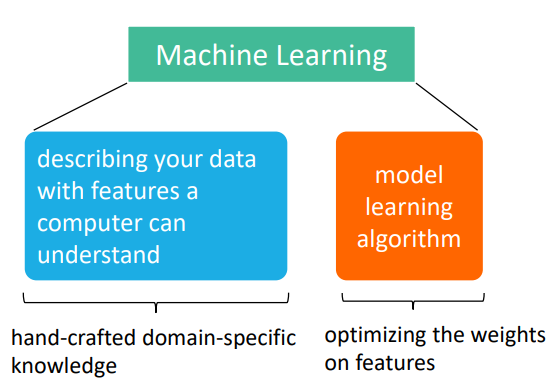 Machine Learning
describing your data
with features a
computer can
understand
model
learning
algorithm
hand-crafted domain-specific
knowledge
optimizing the weights
on features